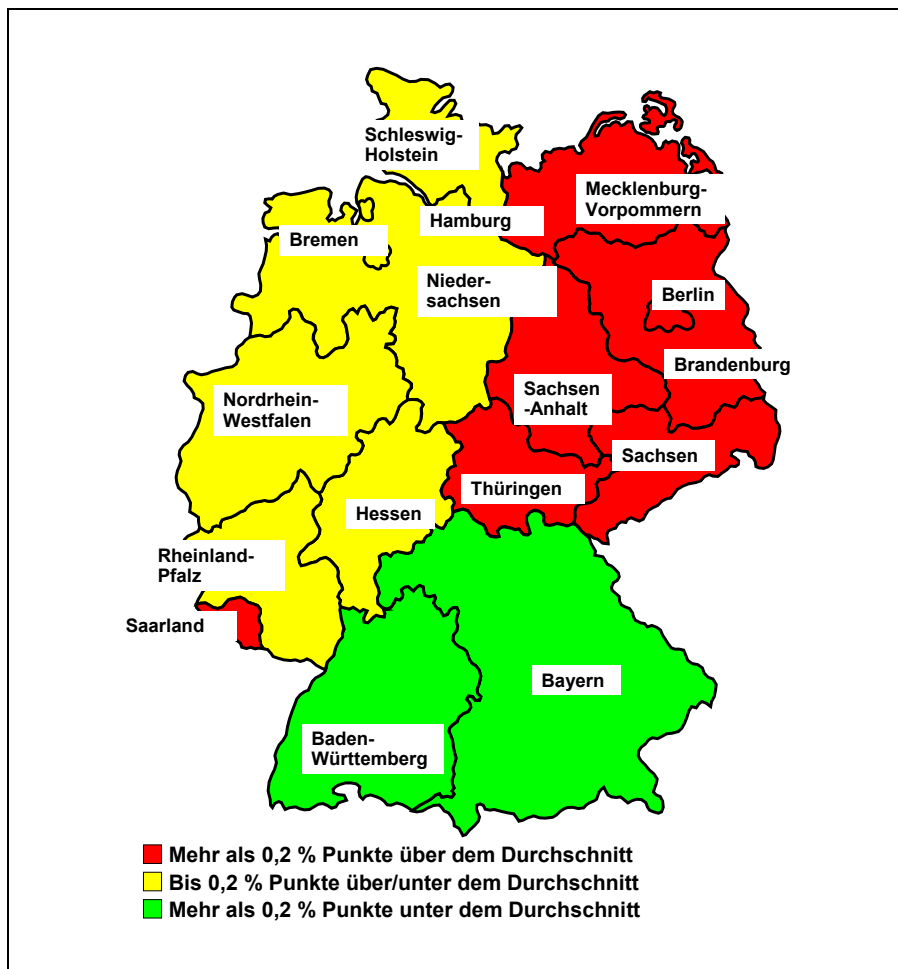 Schleswig-
Holstein
Mecklenburg-
Vorpommern
Hamburg
Bremen
Nieder-
sachsen
Berlin
Brandenburg
Nordrhein-
Westfalen
Sachsen
-Anhalt
Sachsen
Thüringen
Hessen
Rheinland-
Pfalz
Saarland
Bayern
Baden-
Württemberg
Mehr als 0,2 % Punkte über dem Durchschnitt
Bis 0,2 % Punkte über/unter dem Durchschnitt
Mehr als 0,2 % Punkte unter dem Durchschnitt